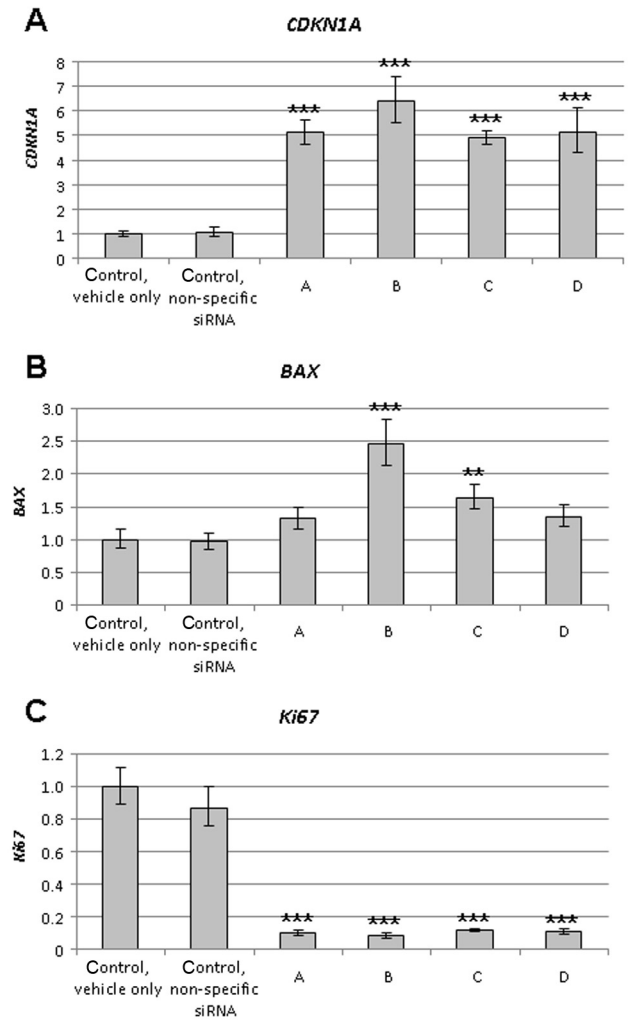 A
CDKN1A
CDKN1A
8
7
6
5
4
3
2
1
0
***
***
***
***
Control,
vehicle only
Control,
non-specific
siRNA
A
B
C
D
B
BAX
BAX
3.0
2.5
2.0
1.5
1.0
0.5
0
***
**
Control,
vehicle only
Control,
non-specific
siRNA
A
B
C
D
C
Ki67
Ki67
1.2
1.0
0.8
0.6
0.4
0.2
0
***
***
***
***
Control,
vehicle only
Control,
non-specific
siRNA
A
B
C
D